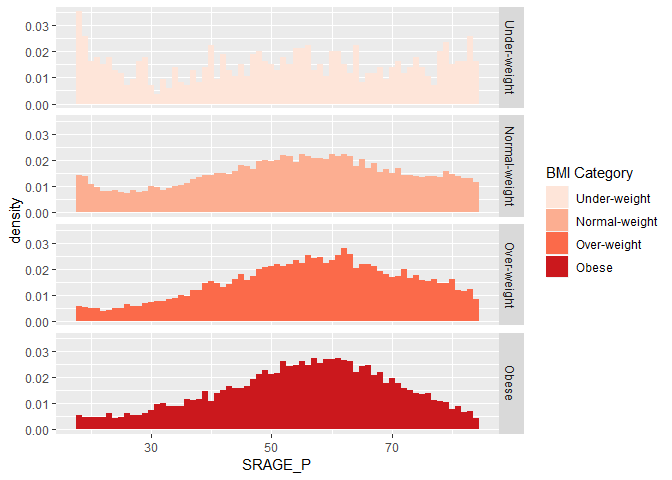 density
0.03
0.02
0.01
0.00
Under-weight
0.03
0.02
0.01
0.00
Normal-weight
0.03
0.02
0.01
0.00
Over-weight
0.03
0.02
0.01
0.00
Obese
30
50
70
SRAGE_P
BMI Category
Under-weight
Normal-weight
Over-weight
Obese